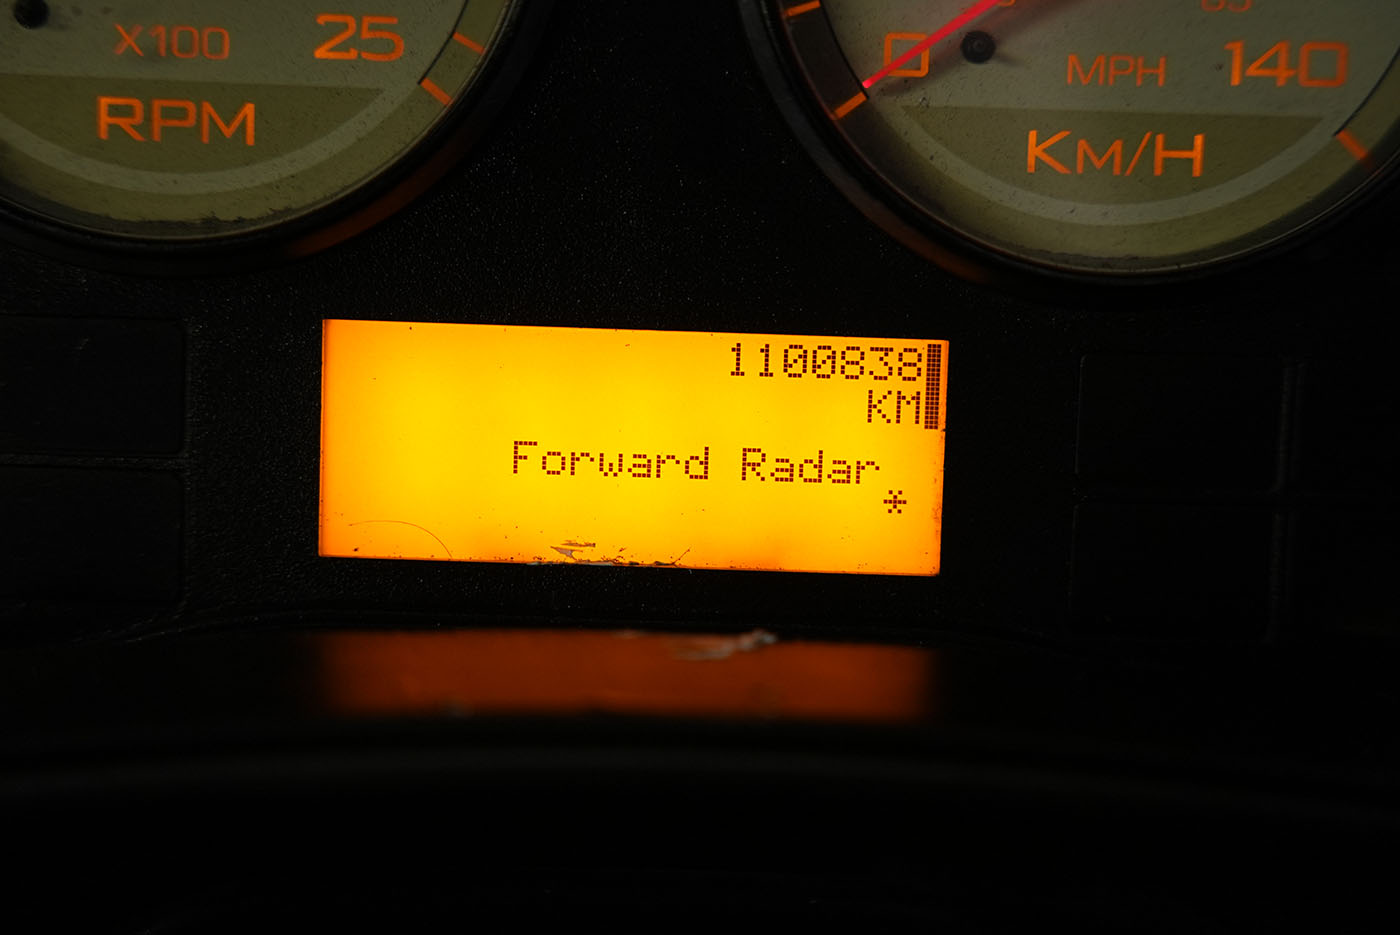 X100
25
RPM
0
MPH
140
KM/H
1100838
KM
Forward Radar
*